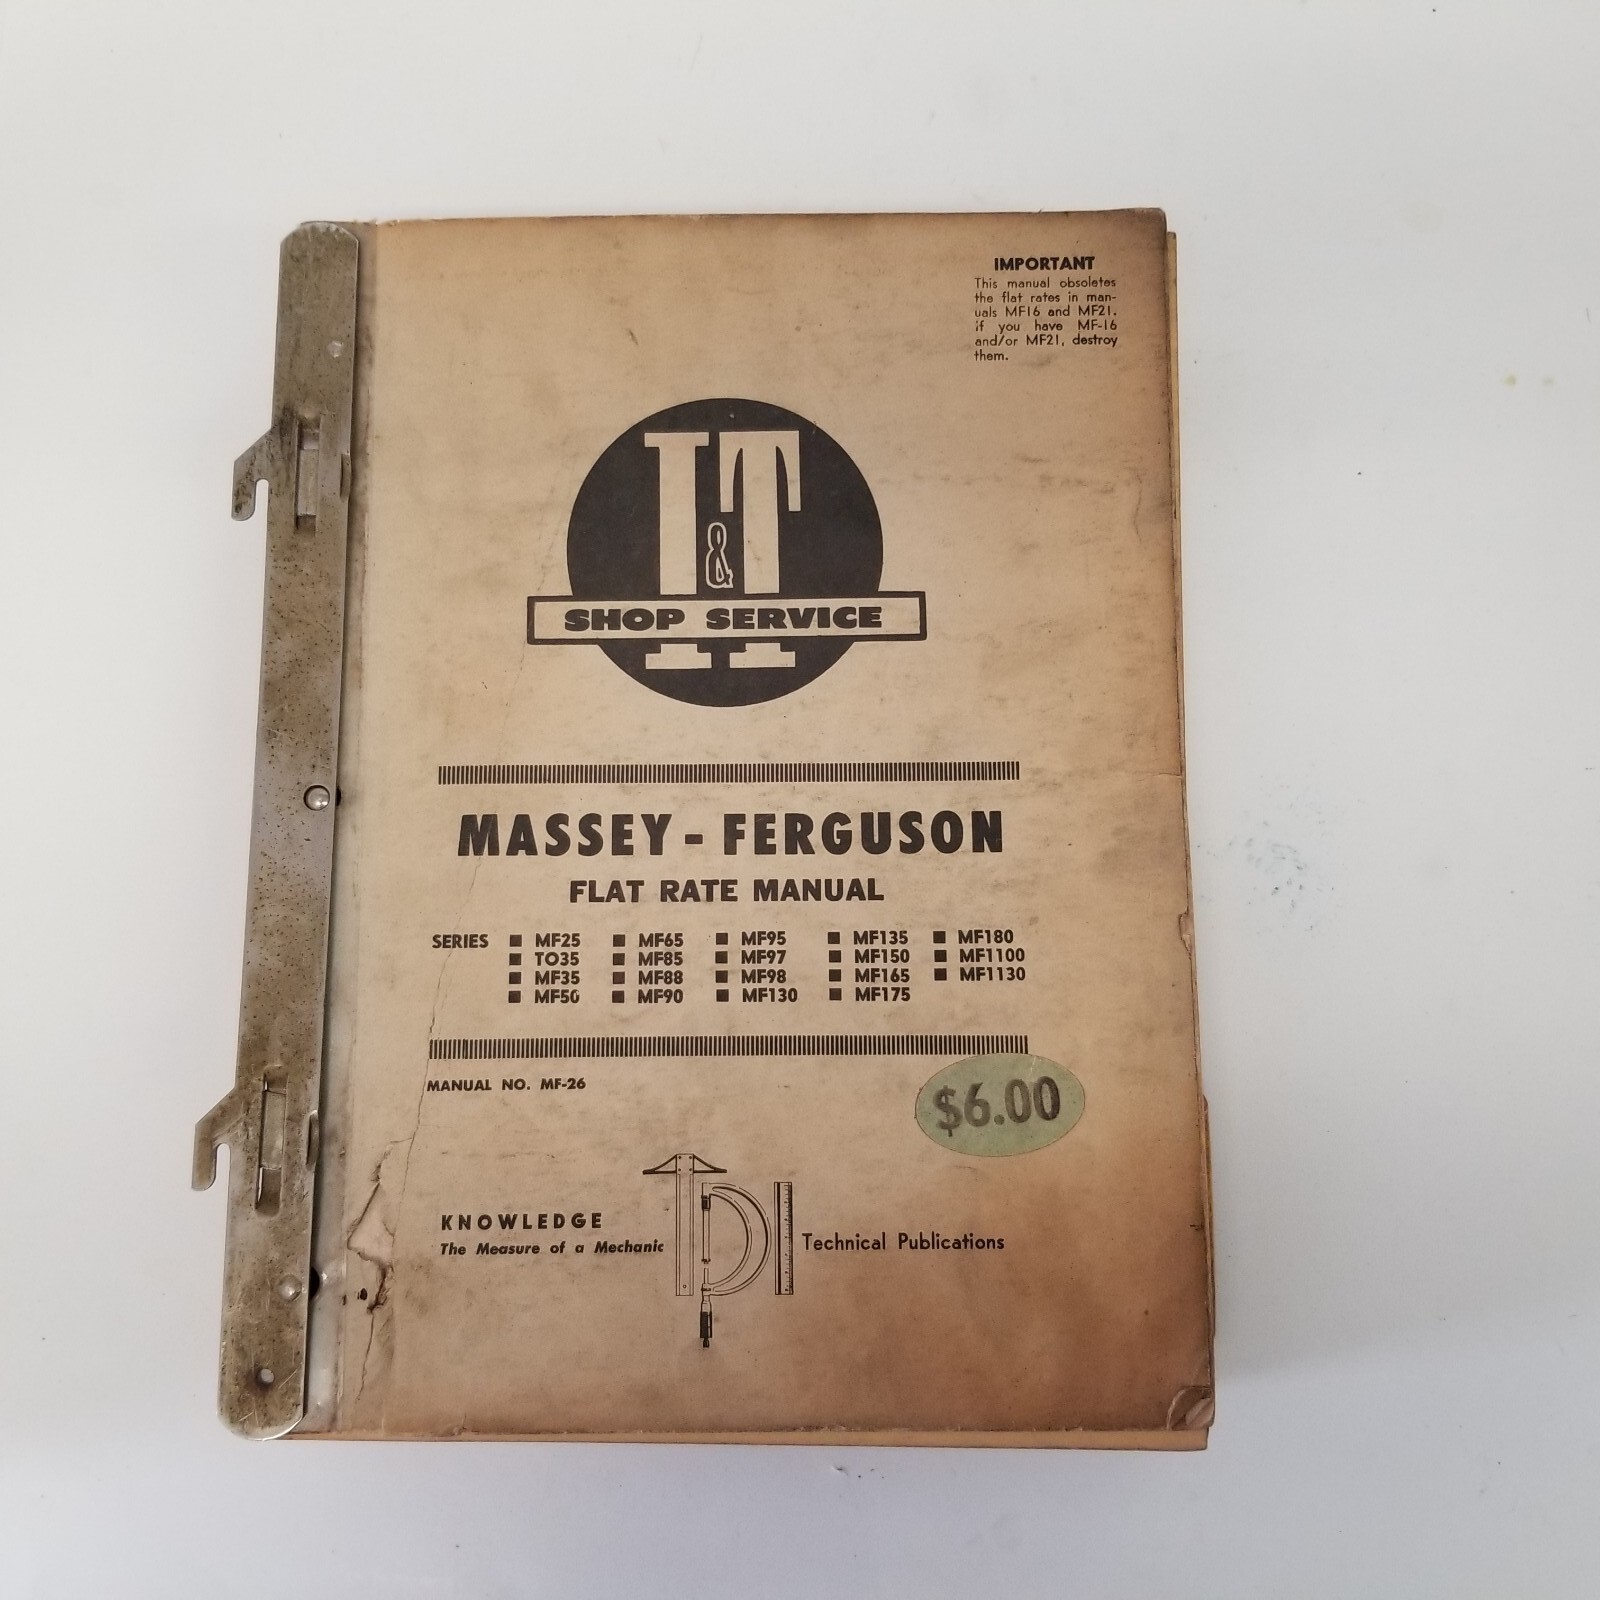 IMPORTANT
This manual obsoletes
the flat rates in man-
uals MF16 and MF21.
If you have MF-16
and/or MF21, destroy
them.
I&T
SHOP SERVICE
MASSEY-FERGUSON
FLAT RATE MANUAL
SERIES ■ MF25 ■ MF65 ■ MF95 ■ MF135 ■ MF180
■ TO35 ■ MF85 ■ MF97 ■ MF150 ■ MF1100
■ MF35 ■ MF88 ■ MF98 ■ MF165 ■ MF1130
■ MF50 ■ MF90 ■ MF130 ■ MF175
MANUAL NO. MF-26
$6.00
KNOWLEDGE
The Measure of a Mechanic
TPI
Technical Publications